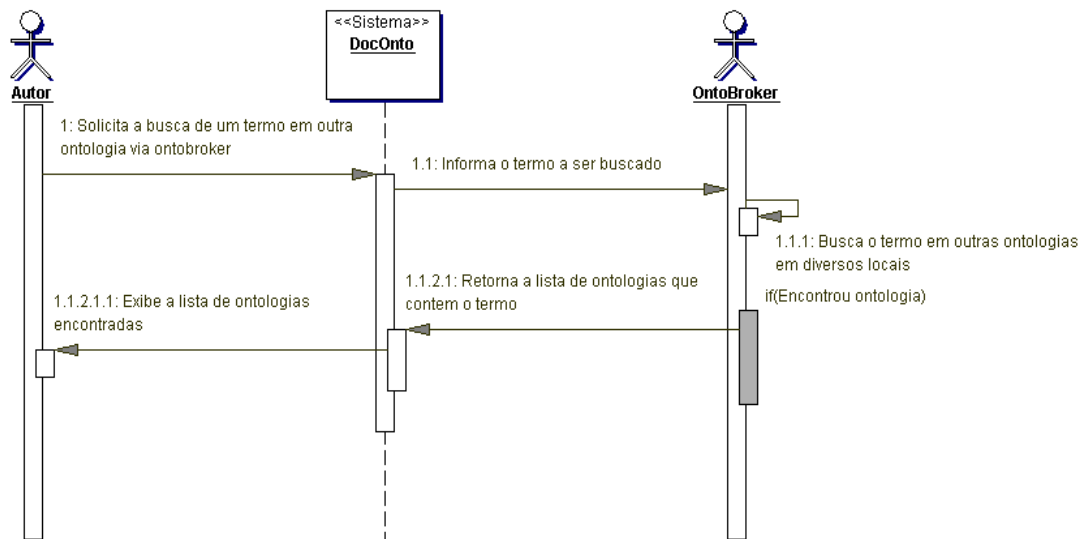 <<Sistema>>
DocOnto
Autor
OntoBroker
1: Solicita a busca de um termo em outra
ontologia via ontobroker
1.1: Informa o termo a ser buscado
1.1.1: Busca o termo em outras ontologias
em diversos locais
if(Encontrou ontologia)
1.1.2.1: Retorna a lista de ontologias que
contem o termo
1.1.2.1.1: Exibe a lista de ontologias
encontradas